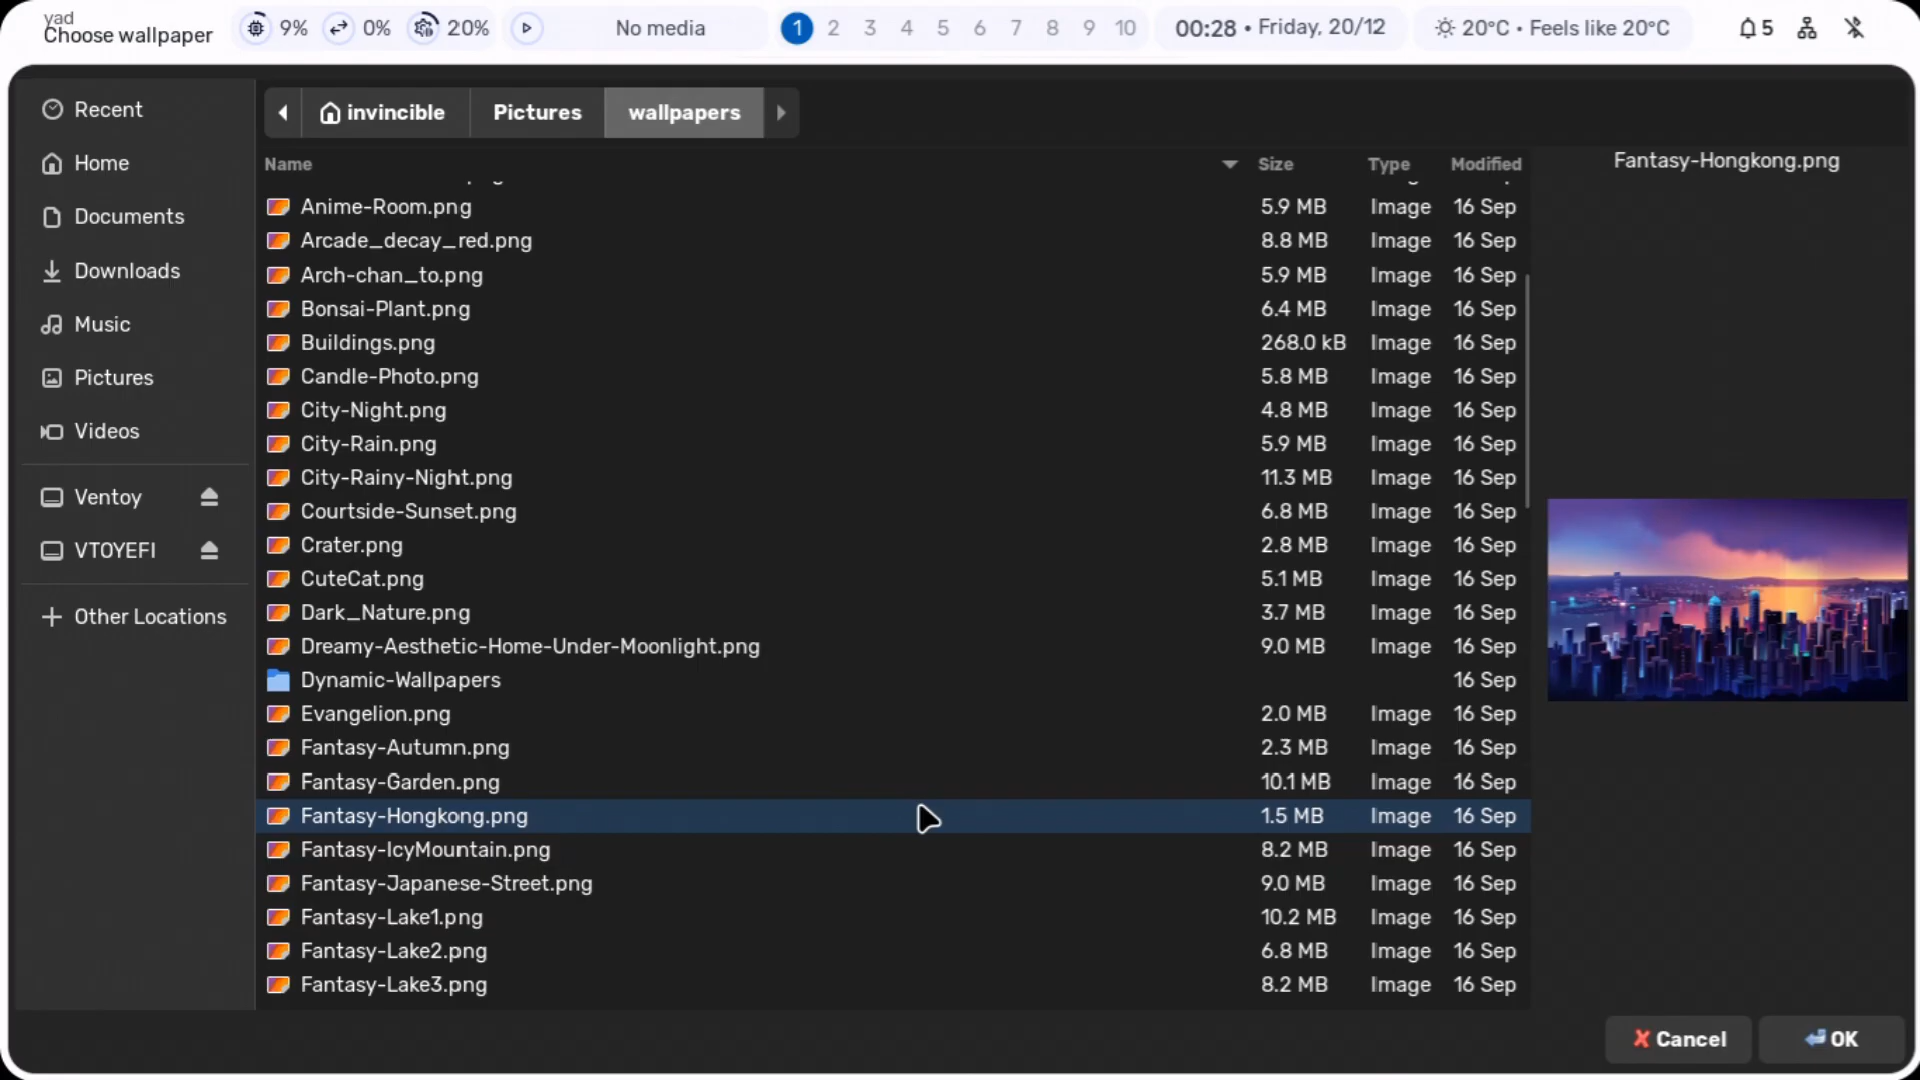 yad
Choose wallpaper
9% 0% 20% No media 1 2 3 4 5 6 7 8 9 10 00:28 • Friday, 20/12 20°C • Feels like 20°C 5
Recent
Home
Documents
Downloads
Music
Pictures
Videos
Ventoy
VTOYEFI
Other Locations
invincible Pictures wallpapers
Name Size Type Modified
Anime-Room.png 5.9 MB Image 16 Sep
Arcade_decay_red.png 8.8 MB Image 16 Sep
Arch-chan_to.png 5.9 MB Image 16 Sep
Bonsai-Plant.png 6.4 MB Image 16 Sep
Buildings.png 268.0 kB Image 16 Sep
Candle-Photo.png 5.8 MB Image 16 Sep
City-Night.png 4.8 MB Image 16 Sep
City-Rain.png 5.9 MB Image 16 Sep
City-Rainy-Night.png 11.3 MB Image 16 Sep
Courtside-Sunset.png 6.8 MB Image 16 Sep
Crater.png 2.8 MB Image 16 Sep
CuteCat.png 5.1 MB Image 16 Sep
Dark_Nature.png 3.7 MB Image 16 Sep
Dreamy-Aesthetic-Home-Under-Moonlight.png 9.0 MB Image 16 Sep
Dynamic-Wallpapers 16 Sep
Evangelion.png 2.0 MB Image 16 Sep
Fantasy-Autumn.png 2.3 MB Image 16 Sep
Fantasy-Garden.png 10.1 MB Image 16 Sep
Fantasy-Hongkong.png 1.5 MB Image 16 Sep
Fantasy-IcyMountain.png 8.2 MB Image 16 Sep
Fantasy-Japanese-Street.png 9.0 MB Image 16 Sep
Fantasy-Lake1.png 10.2 MB Image 16 Sep
Fantasy-Lake2.png 6.8 MB Image 16 Sep
Fantasy-Lake3.png 8.2 MB Image 16 Sep
Fantasy-Hongkong.png
Cancel OK